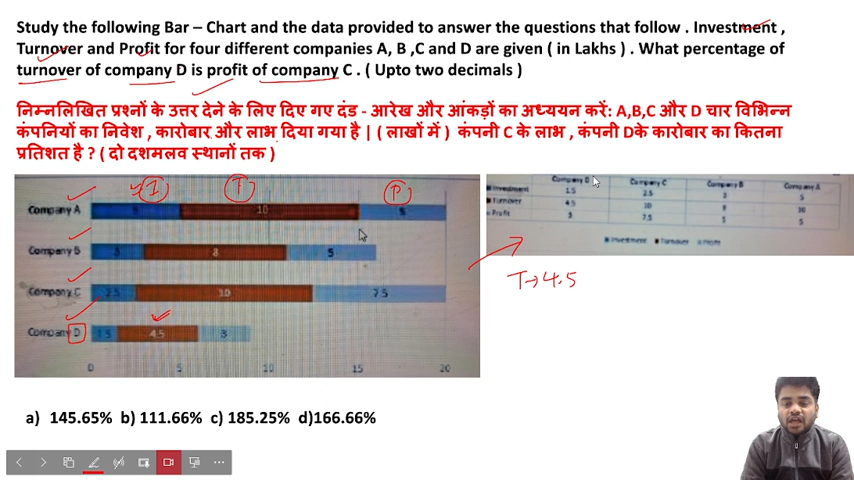 Study the following Bar – Chart and the data provided to answer the questions that follow . Investment ,
Turnover and Profit for four different companies A, B ,C and D are given ( in Lakhs ) . What percentage of
turnover of company D is profit of company C . ( Upto two decimals )
निम्नलिखित प्रश्नों के उत्तर देने के लिए दिए गए दंड - आरेख और आंकड़ों का अध्ययन करें: A,B,C और D चार विभिन्न
कंपनियों का निवेश , कारोबार और लाभ दिया गया है | ( लाखों में ) कंपनी C के लाभ , कंपनी Dके कारोबार का कितना
प्रतिशत है ? ( दो दशमलव स्थानों तक )
I T P
Company A 5 10 5
Company B 3 8 5
Company C 2.5 10 7.5
Company D 1.5 4.5 3
0 5 10 15 20
Company D Company C Company B Company A
Investment 1.5 2.5 3 5
Turnover 4.5 10 8 10
Profit 3 7.5 5 5
Investment Turnover Profit
T→4.5
a) 145.65% b) 111.66% c) 185.25% d)166.66%